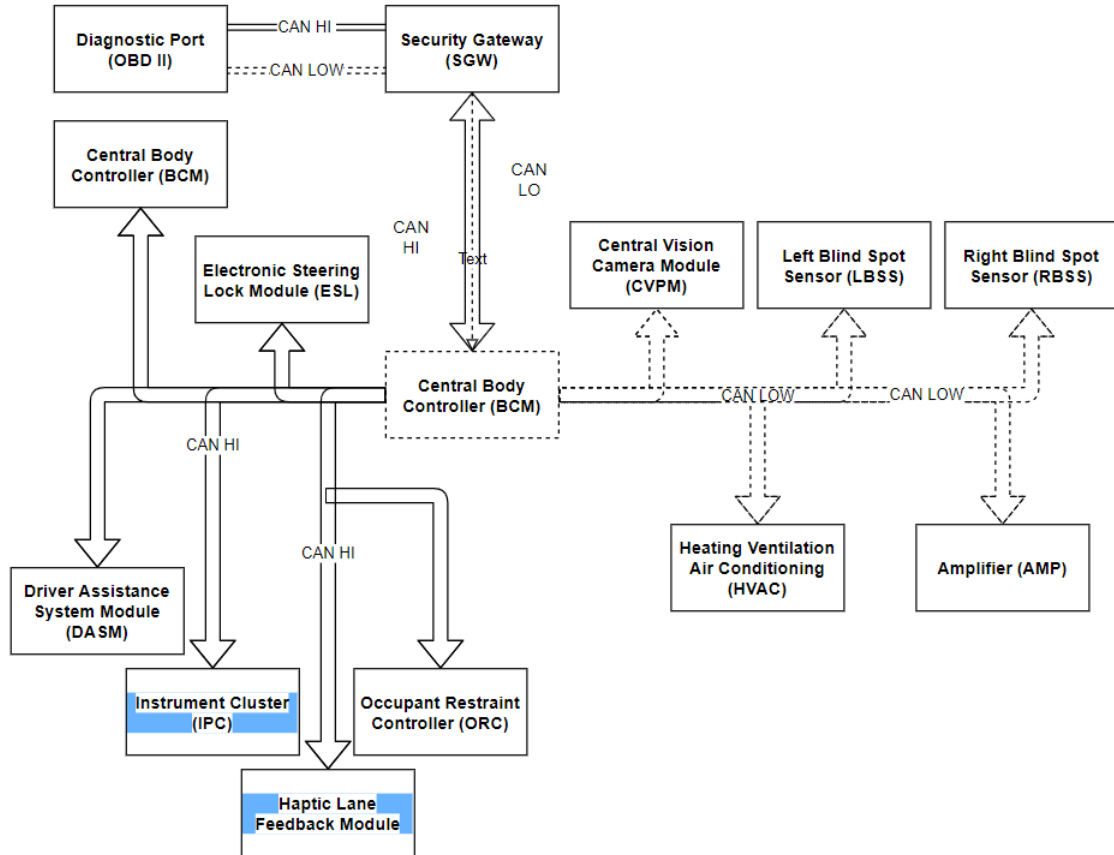 Diagnostic Port
(OBD II)
CAN HI
CAN LOW
Security Gateway
(SGW)
Central Body
Controller (BCM)
CAN
LO
CAN
HI
Text
Electronic Steering
Lock Module (ESL)
Central Vision
Camera Module
(CVPM)
Left Blind Spot
Sensor (LBSS)
Right Blind Spot
Sensor (RBSS)
Central Body
Controller (BCM)
CAN LOW
CAN LOW
CAN HI
CAN HI
Heating Ventilation
Air Conditioning
(HVAC)
Amplifier (AMP)
Driver Assistance
System Module
(DASM)
Instrument Cluster
(IPC)
Occupant Restraint
Controller (ORC)
Haptic Lane
Feedback Module